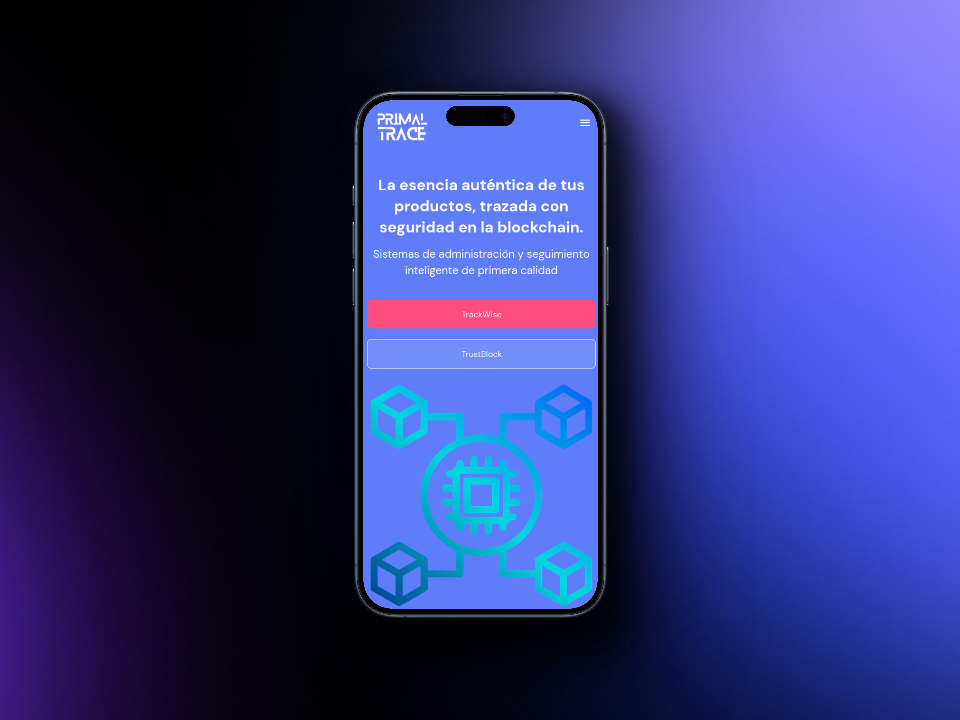 PRIMAL
TRACE
La esencia auténtica de tus
productos, trazada con
seguridad en la blockchain.
Sistemas de administración y seguimiento
inteligente de primera calidad
TrackWise
TrustBlock